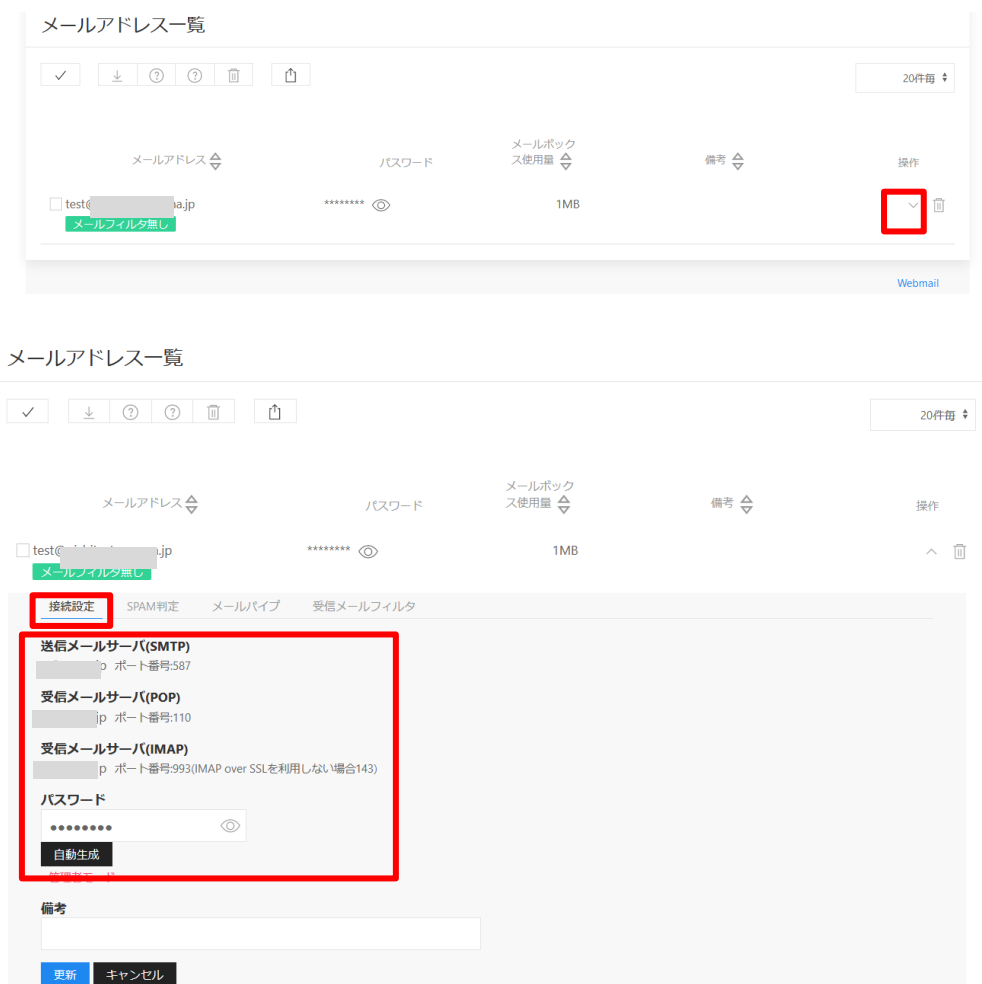 メールアドレス一覧
20件毎
メールアドレス パスワード メールボック
ス使用量 備考 操作
test@ a.jp ******** 1MB
メールフィルタ無し
Webmail
メールアドレス一覧
20件毎
メールアドレス パスワード メールボック
ス使用量 備考 操作
test@ .jp ******** 1MB
メールフィルタ無し
接続設定 SPAM判定 メールパイプ 受信メールフィルタ
送信メールサーバ(SMTP)
ポート番号:587
受信メールサーバ(POP)
jp ポート番号:110
受信メールサーバ(IMAP)
p ポート番号:993(IMAP over SSLを利用しない場合143)
パスワード
••••••••
自動生成
管理者モード
備考
更新 キャンセル